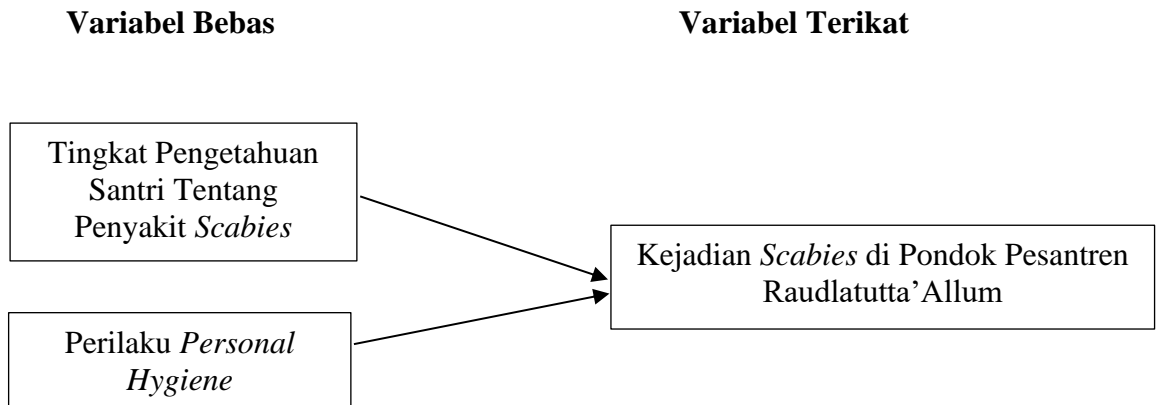 Variabel Bebas
Variabel Terikat
Tingkat Pengetahuan
Santri Tentang
Penyakit Scabies
Kejadian Scabies di Pondok Pesantren
Raudlatutta’Allum
Perilaku Personal
Hygiene